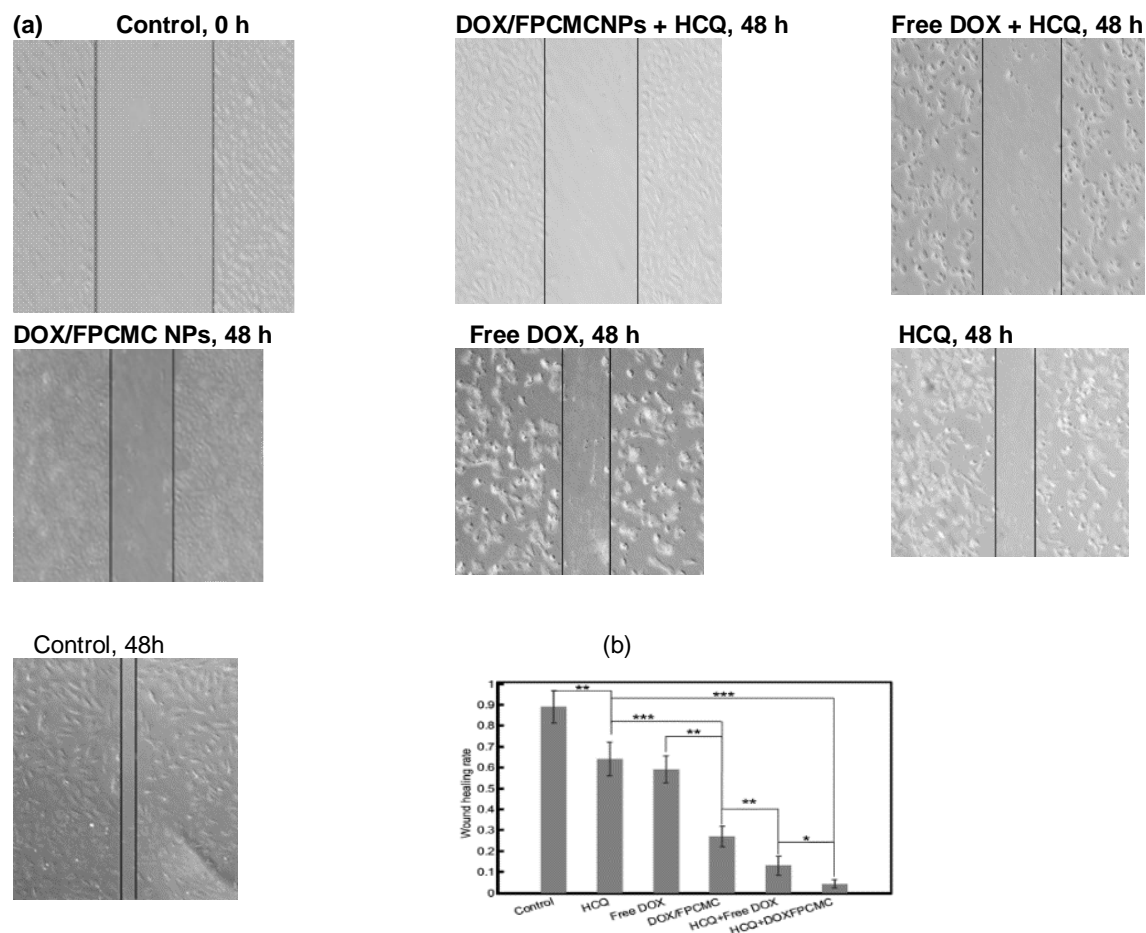 (a) Control, 0 h
DOX/FPCMCNPs + HCQ, 48 h
Free DOX + HCQ, 48 h
DOX/FPCMC NPs, 48 h
Free DOX, 48 h
HCQ, 48 h
Control, 48h
(b)
Wound healing rate
1
0.9
0.8
0.7
0.6
0.5
0.4
0.3
0.2
0.1
0
**
***
***
**
**
*
Control
HCQ
Free DOX
DOX/FPCMC
HCQ+Free DOX
HCQ+DOXFPCMC